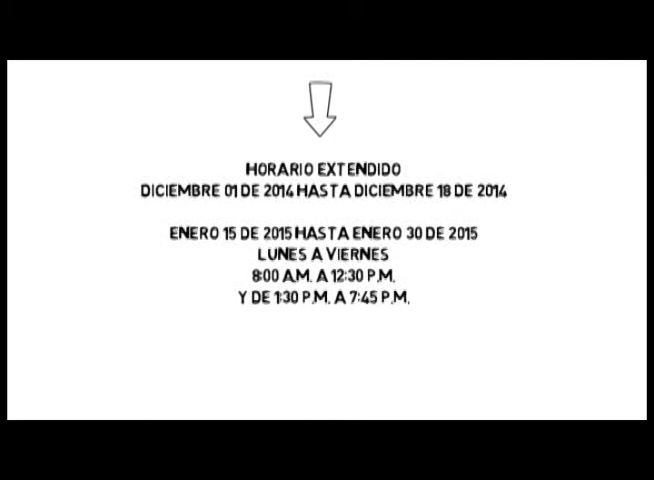 HORARIO EXTENDIDO
DICIEMBRE 01 DE 2014 HASTA DICIEMBRE 18 DE 2014
ENERO 15 DE 2015 HASTA ENERO 30 DE 2015
LUNES A VIERNES
8:00 A.M. A 12:30 P.M.
Y DE 1:30 P.M. A 7:45 P.M.